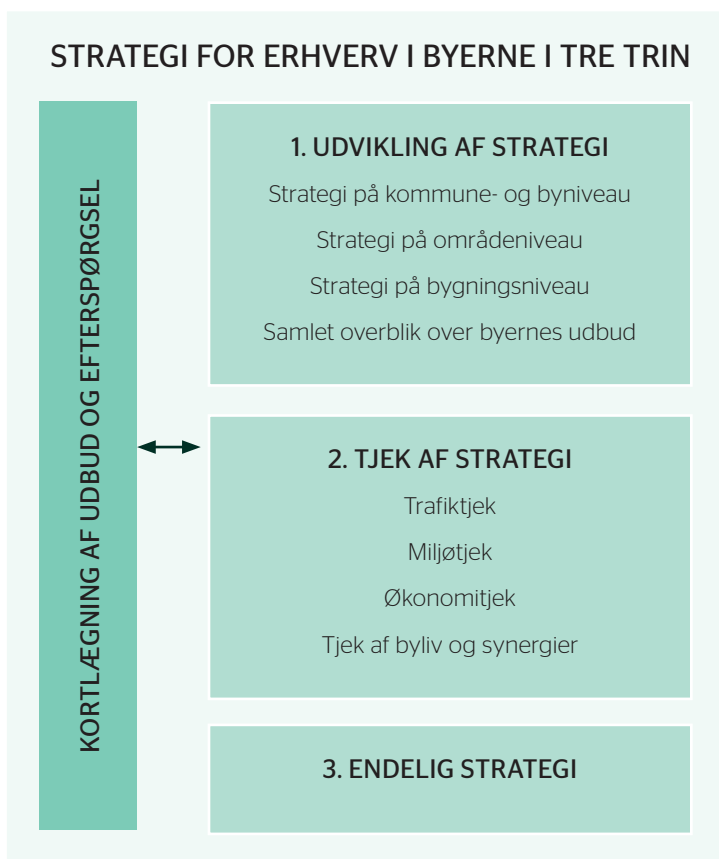 STRATEGI FOR ERHVERV I BYERNE I TRE TRIN
KORTLÆGNING AF UDBUD OG EFTERSPØRGSEL
1. UDVIKLING AF STRATEGI
Strategi på kommune- og byniveau
Strategi på områdeniveau
Strategi på bygningsniveau
Samlet overblik over byernes udbud
2. TJEK AF STRATEGI
Trafiktjek
Miljøtjek
Økonomitjek
Tjek af byliv og synergier
3. ENDELIG STRATEGI